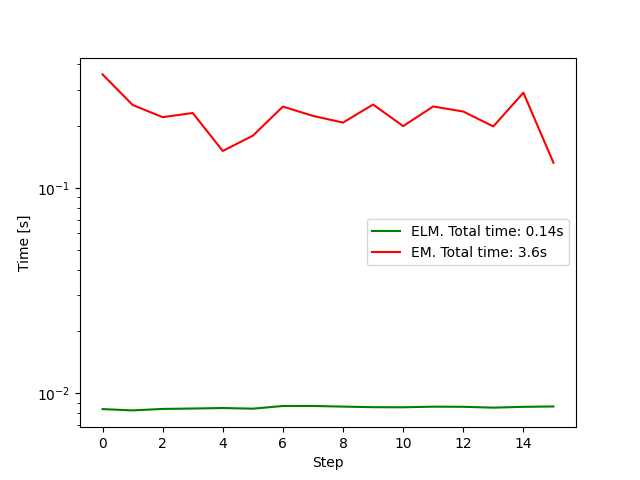 Time [s]
10⁻¹
10⁻²
ELM. Total time: 0.14s
EM. Total time: 3.6s
0 2 4 6 8 10 12 14
Step